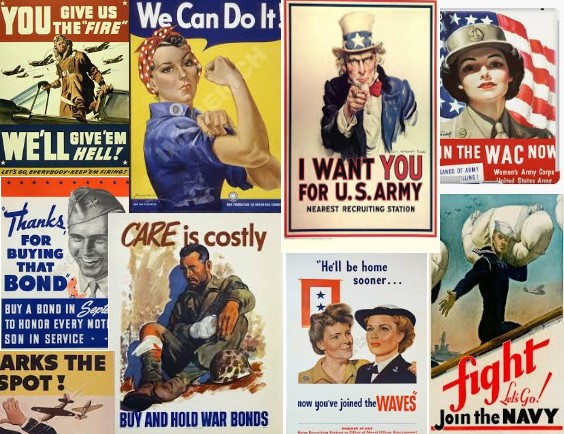 YOU GIVE US
THE "FIRE"
WE'LL GIVE 'EM
HELL!
LET'S GO, EVERYBODY - KEEP 'EM FIRING!
We Can Do It!
I WANT YOU
FOR U.S. ARMY
NEAREST RECRUITING STATION
IN THE WAC NOW
Women's Army Corps
United States Army
"Thanks,
FOR
BUYING
THAT
BOND"
BUY A BOND IN
TO HONOR EVERY
SON IN SERVICE
ARKS THE
SPOT!
CARE is costly
BUY AND HOLD WAR BONDS
"He'll be home
sooner...
now you've joined the WAVES"
fight
Let's Go!
Join the NAVY